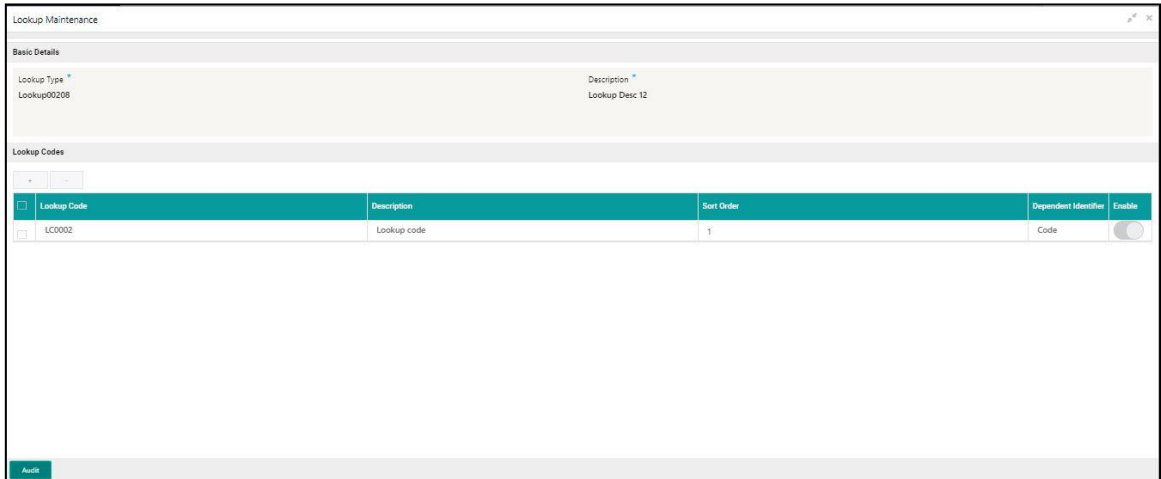 Lookup Maintenance
Basic Details
Lookup Type * Description *
Lookup00208 Lookup Desc 12
Lookup Codes
+ -
Lookup Code Description Sort Order Dependent Identifier Enable
LC0002 Lookup code 1 Code
Audit